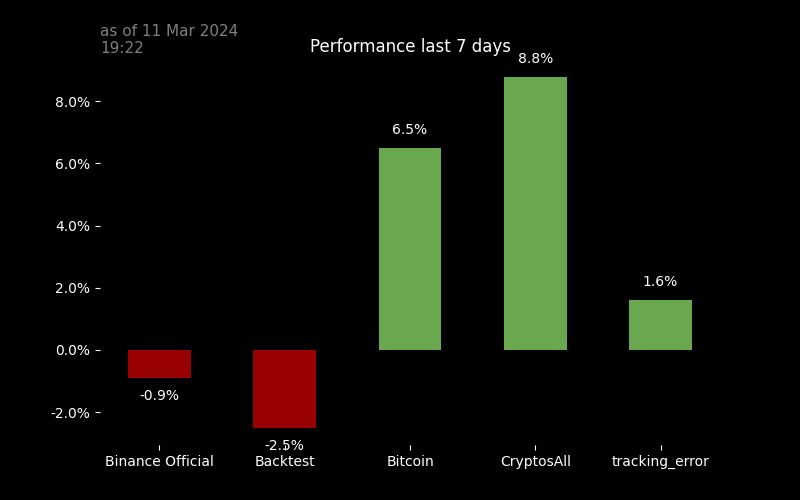 as of 11 Mar 2024
19:22
Performance last 7 days
8.8%
8.0%
6.5%
6.0%
4.0%
2.0%
1.6%
0.0%
-0.9%
-2.0%
-2.5%
Binance Official
Backtest
Bitcoin
CryptosAll
tracking_error